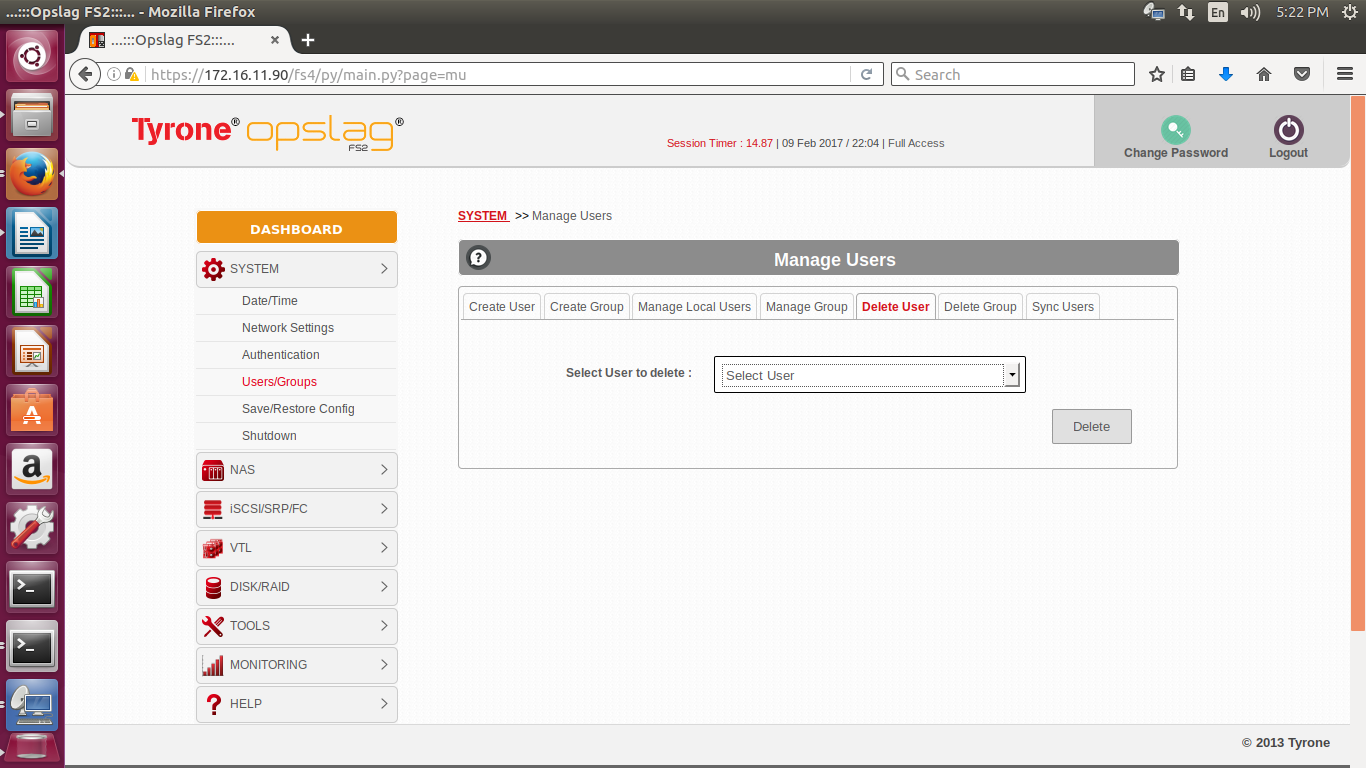 ...:::Opslag FS2:::... - Mozilla Firefox
En
5:22 PM
...:::Opslag FS2:::...
https://172.16.11.90/fs4/py/main.py?page=mu
Search
Tyrone® opslag® FS2
Session Timer : 14.87 | 09 Feb 2017 / 22:04 | Full Access
Change Password
Logout
DASHBOARD
SYSTEM
Date/Time
Network Settings
Authentication
Users/Groups
Save/Restore Config
Shutdown
NAS
iSCSI/SRP/FC
VTL
DISK/RAID
TOOLS
MONITORING
HELP
SYSTEM >> Manage Users
Manage Users
Create User
Create Group
Manage Local Users
Manage Group
Delete User
Delete Group
Sync Users
Select User to delete :
Select User
Delete
© 2013 Tyrone